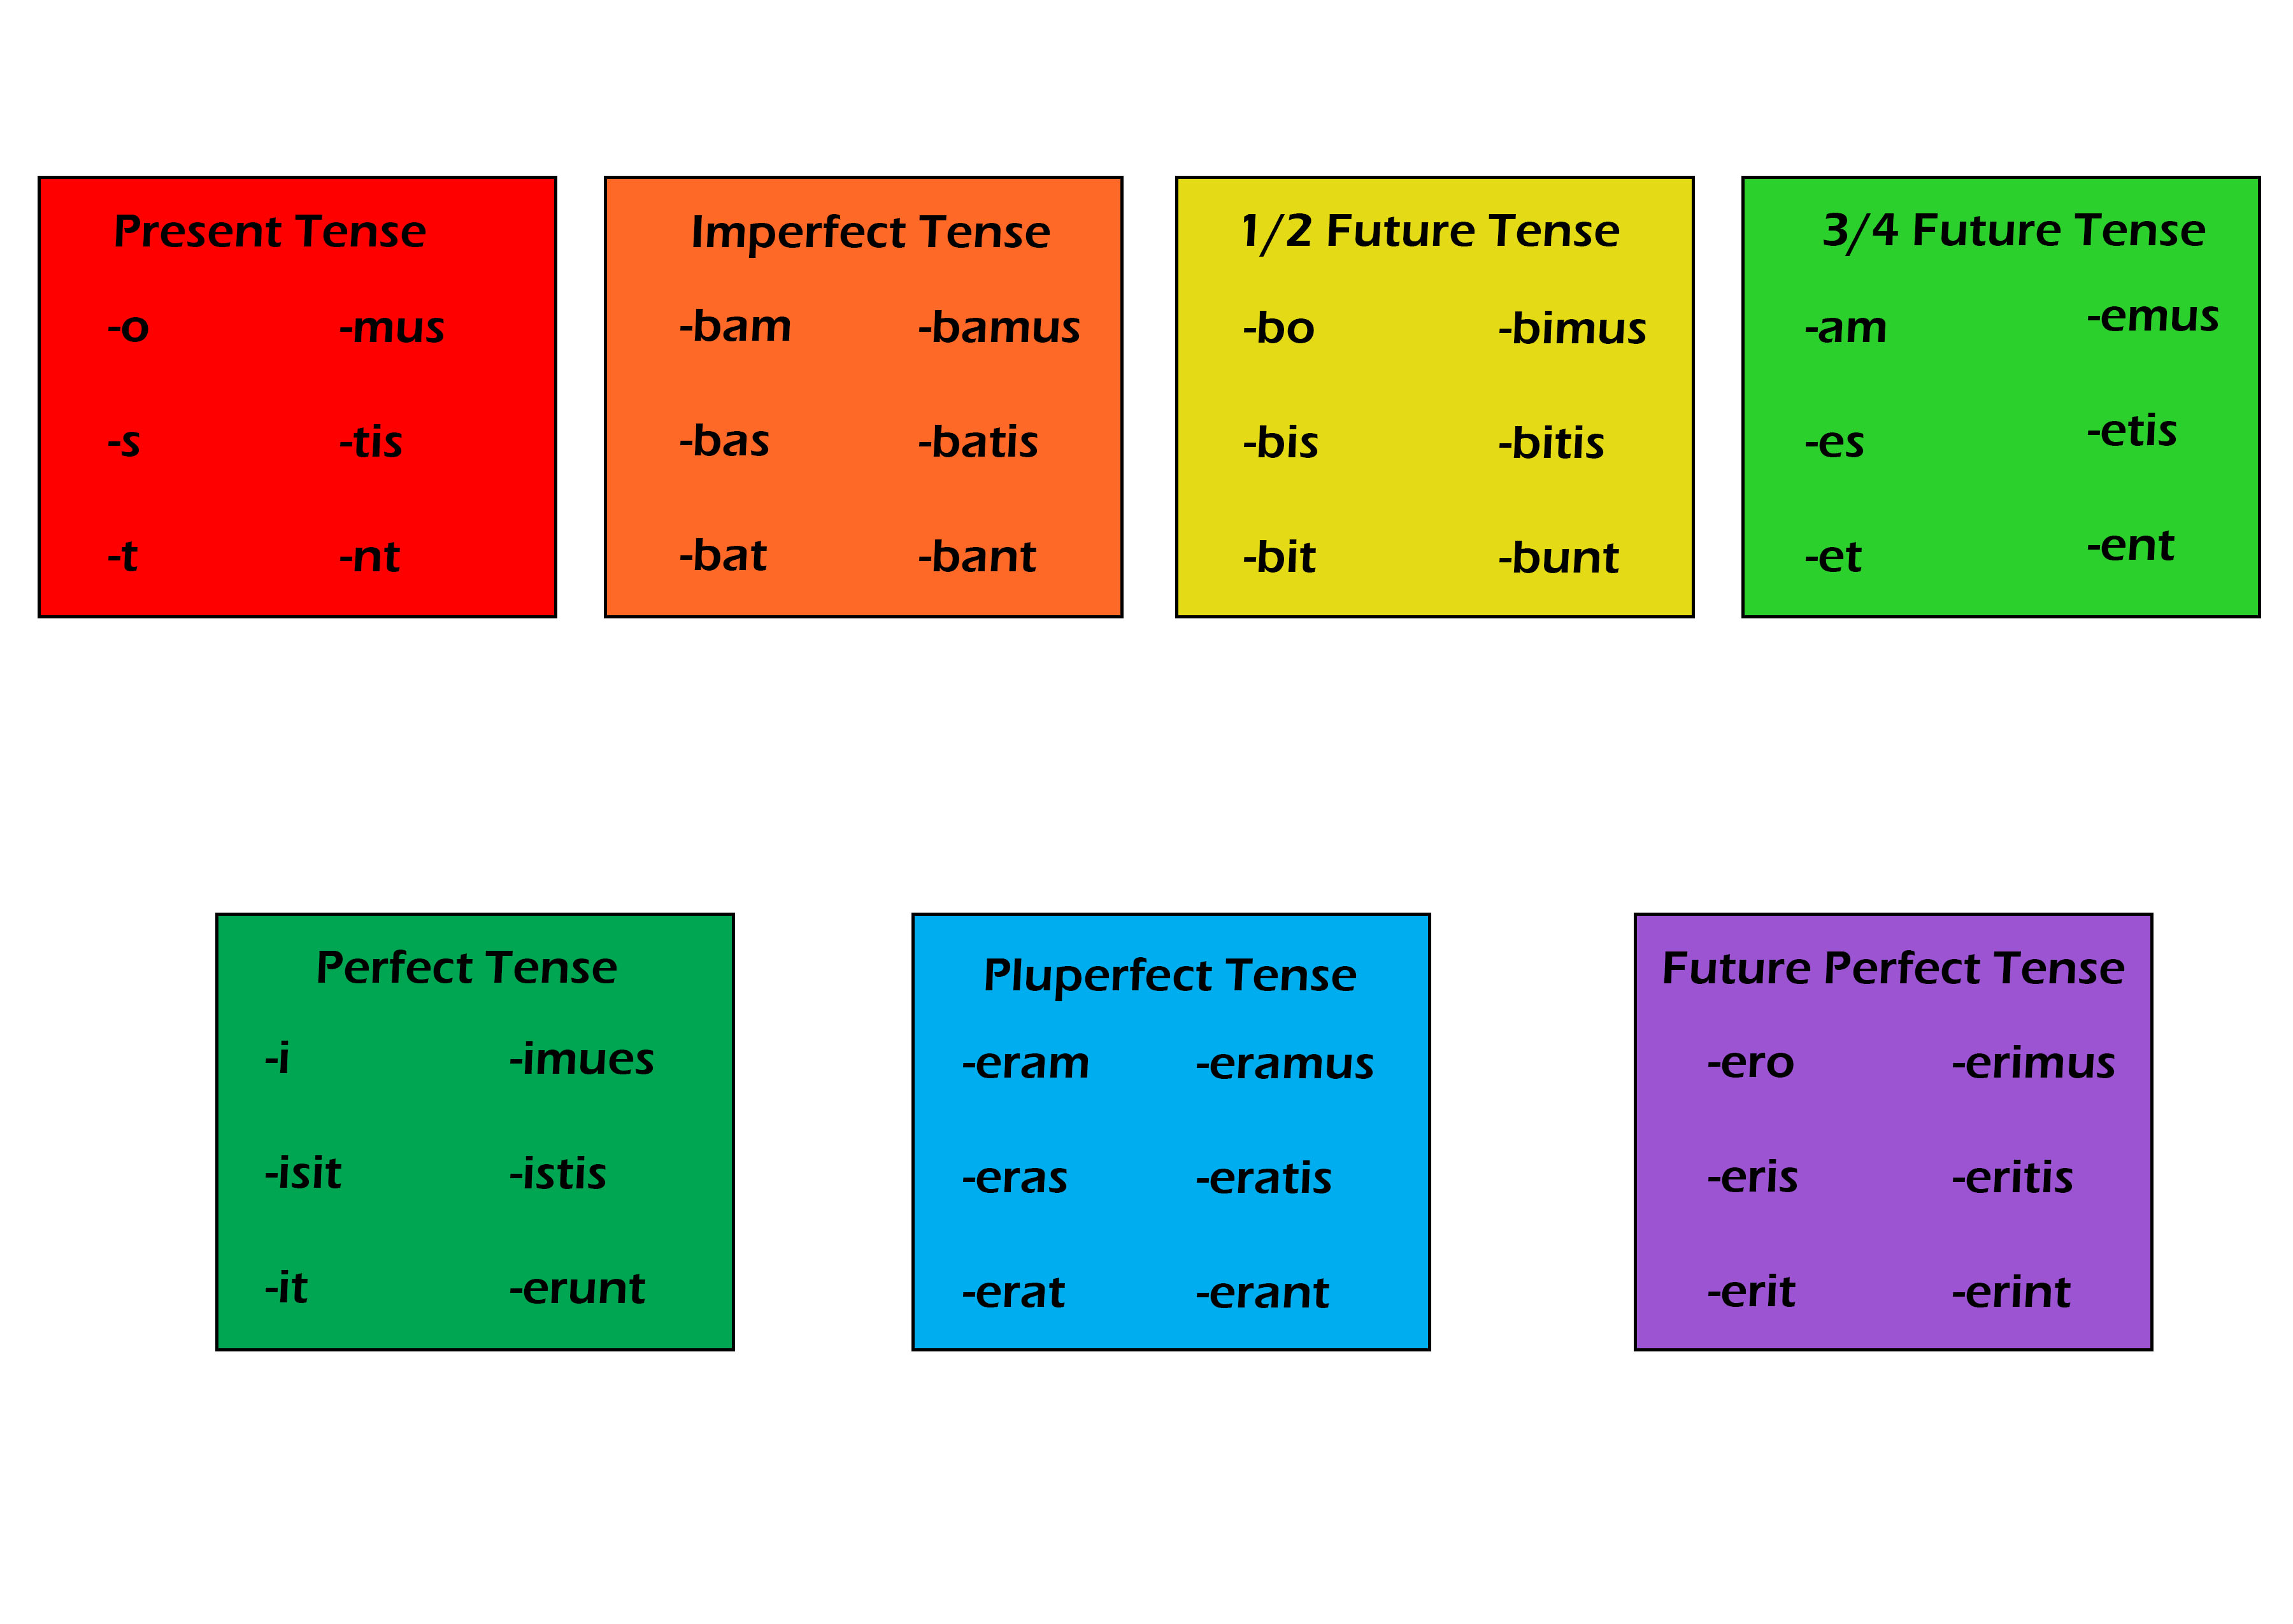 Present Tense
-o -mus
-s -tis
-t -nt
Imperfect Tense
-bam -bamus
-bas -batis
-bat -bant
1/2 Future Tense
-bo -bimus
-bis -bitis
-bit -bunt
3/4 Future Tense
-am -emus
-es -etis
-et -ent
Perfect Tense
-i -imues
-isit -istis
-it -erunt
Pluperfect Tense
-eram -eramus
-eras -eratis
-erat -erant
Future Perfect Tense
-ero -erimus
-eris -eritis
-erit -erint